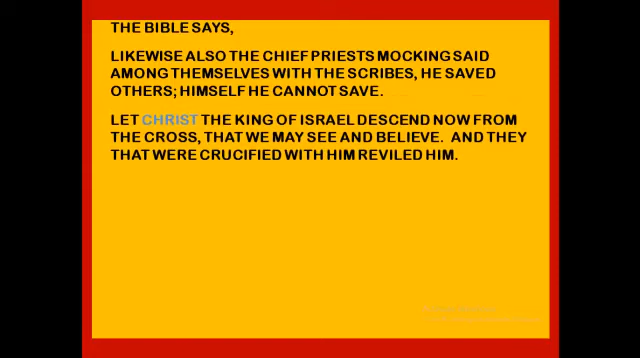 THE BIBLE SAYS,
LIKEWISE ALSO THE CHIEF PRIESTS MOCKING SAID
AMONG THEMSELVES WITH THE SCRIBES, HE SAVED
OTHERS; HIMSELF HE CANNOT SAVE.
LET CHRIST THE KING OF ISRAEL DESCEND NOW FROM
THE CROSS, THAT WE MAY SEE AND BELIEVE. AND THEY
THAT WERE CRUCIFIED WITH HIM REVILED HIM.